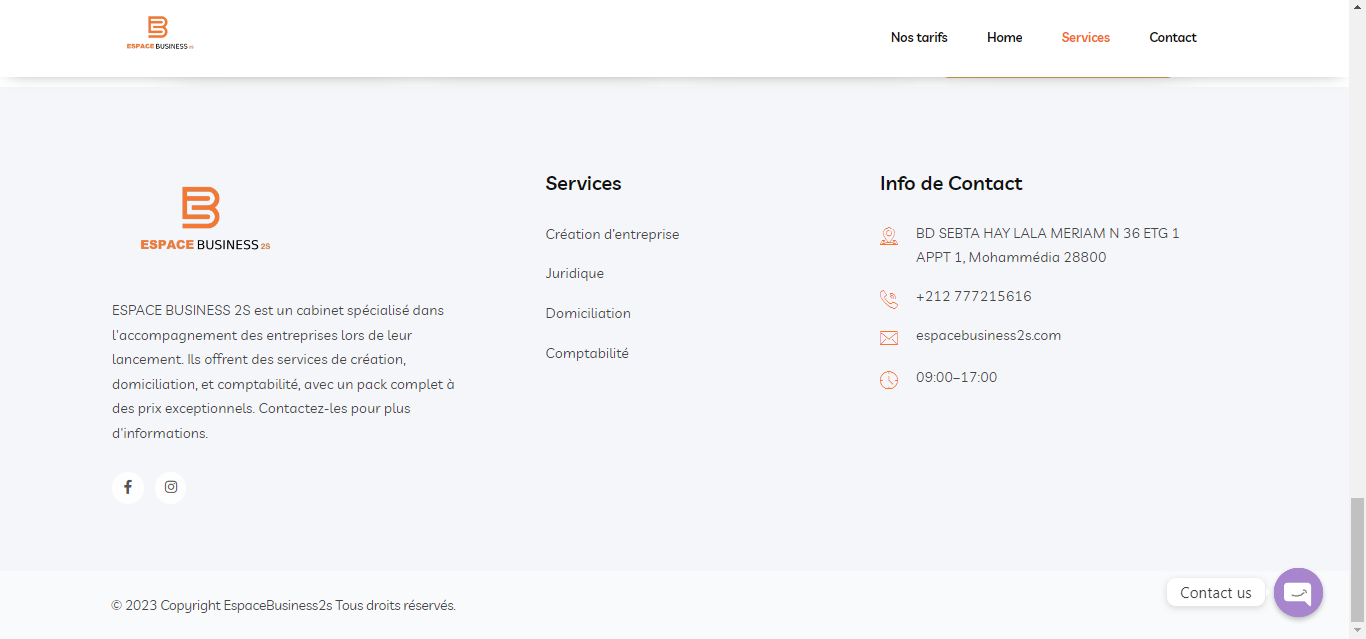 ESPACE BUSINESS 2S
Nos tarifs
Home
Services
Contact
ESPACE BUSINESS 2S
ESPACE BUSINESS 2S est un cabinet spécialisé dans
l'accompagnement des entreprises lors de leur
lancement. Ils offrent des services de création,
domiciliation, et comptabilité, avec un pack complet à
des prix exceptionnels. Contactez-les pour plus
d'informations.
Services
Création d'entreprise
Juridique
Domiciliation
Comptabilité
Info de Contact
BD SEBTA HAY LALA MERIAM N 36 ETG 1
APPT 1, Mohammédia 28800
+212 777215616
espacebusiness2s.com
09:00–17:00
© 2023 Copyright EspaceBusiness2s Tous droits réservés.
Contact us